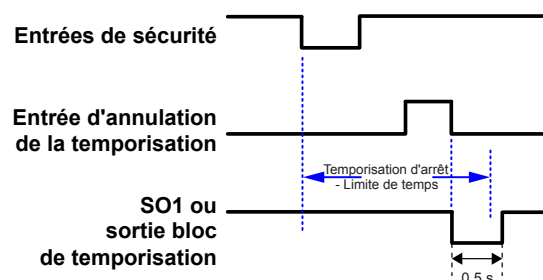 Entrées de sécurité
Entrée d'annulation
de la temporisation
Temporisation d'arrêt
- Limite de temps
SO1 ou
sortie bloc
de temporisation
0,5 s